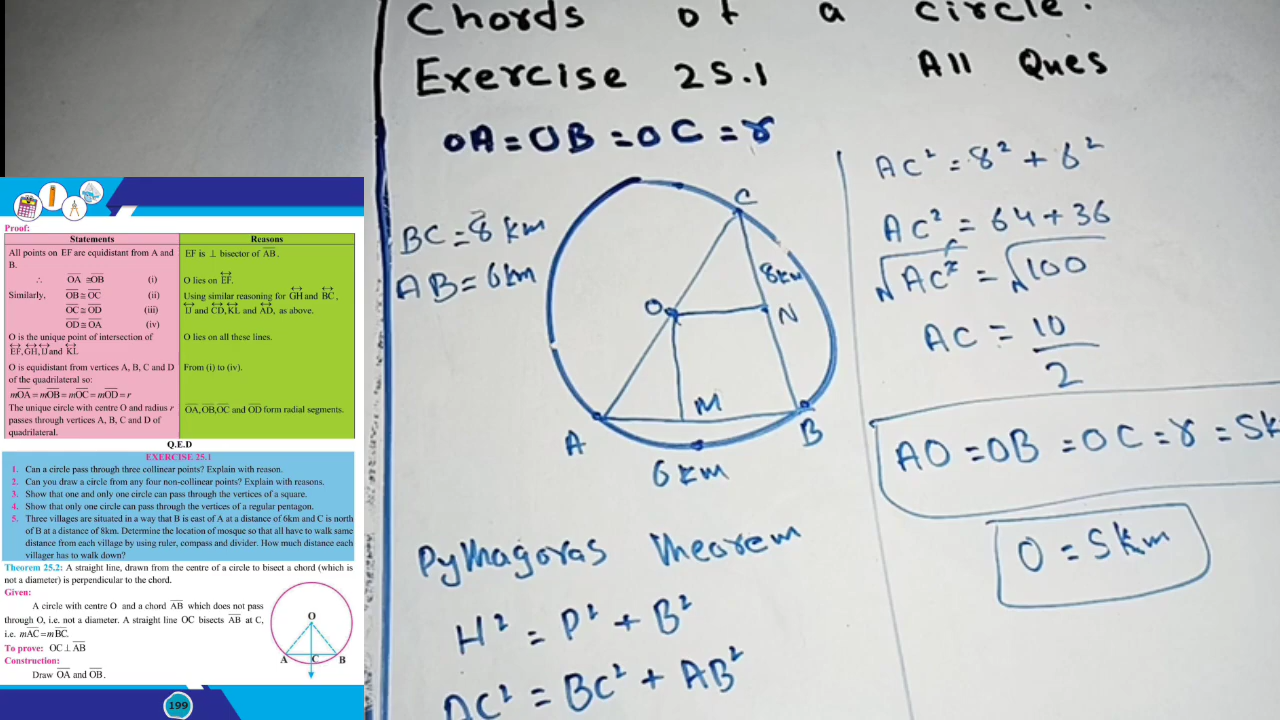 Chords of a circle.
Exercise 25.1 All Ques
OA = OB = OC = r
BC = 8 km
AB = 6 km
C
8km
O
N
M
A
B
6 km
Pythagoras Theorem
H² = P² + B²
AC² = BC² + AB²
AC² = 8² + 6²
AC² = 64 + 36
√AC² = √100
AC = 10/2
AO = OB = OC = r = 5k
O = 5 km
Proof:
Statements
Reasons
All points on EF are equidistant from A and
B.
EF is ⊥ bisector of AB.
∴ OA ≅OB (i)
O lies on EF.
Similarly, OB≅OC (ii)
OC≅OD (iii)
OD≅OA (iv)
Using similar reasoning for GH and BC,
IJ and CD, KL and AD, as above.
O is the unique point of intersection of
EF, GH, IJ and KL
O lies on all these lines.
O is equidistant from vertices A, B, C and D
of the quadrilateral so:
mOA = mOB = mOC = mOD = r
From (i) to (iv).
The unique circle with centre O and radius r
passes through vertices A, B, C and D of
quadrilateral.
OA, OB, OC and OD form radial segments.
Q.E.D
EXERCISE 25.1
1. Can a circle pass through three collinear points? Explain with reason.
2. Can you draw a circle from any four non-collinear points? Explain with reasons.
3. Show that one and only one circle can pass through the vertices of a square.
4. Show that only one circle can pass through the vertices of a regular pentagon.
5. Three villages are situated in a way that B is east of A at a distance of 6km and C is north
of B at a distance of 8km. Determine the location of mosque so that all have to walk same
distance from each village by using ruler, compass and divider. How much distance each
villager has to walk down?
Theorem 25.2: A straight line, drawn from the centre of a circle to bisect a chord (which is
not a diameter) is perpendicular to the chord.
Given:
A circle with centre O and a chord AB which does not pass
through O, i.e. not a diameter. A straight line OC bisects AB at C,
i.e. mAC = mBC.
To prove: OC⊥AB
Construction:
Draw OA and OB.
O
A
C
B
199